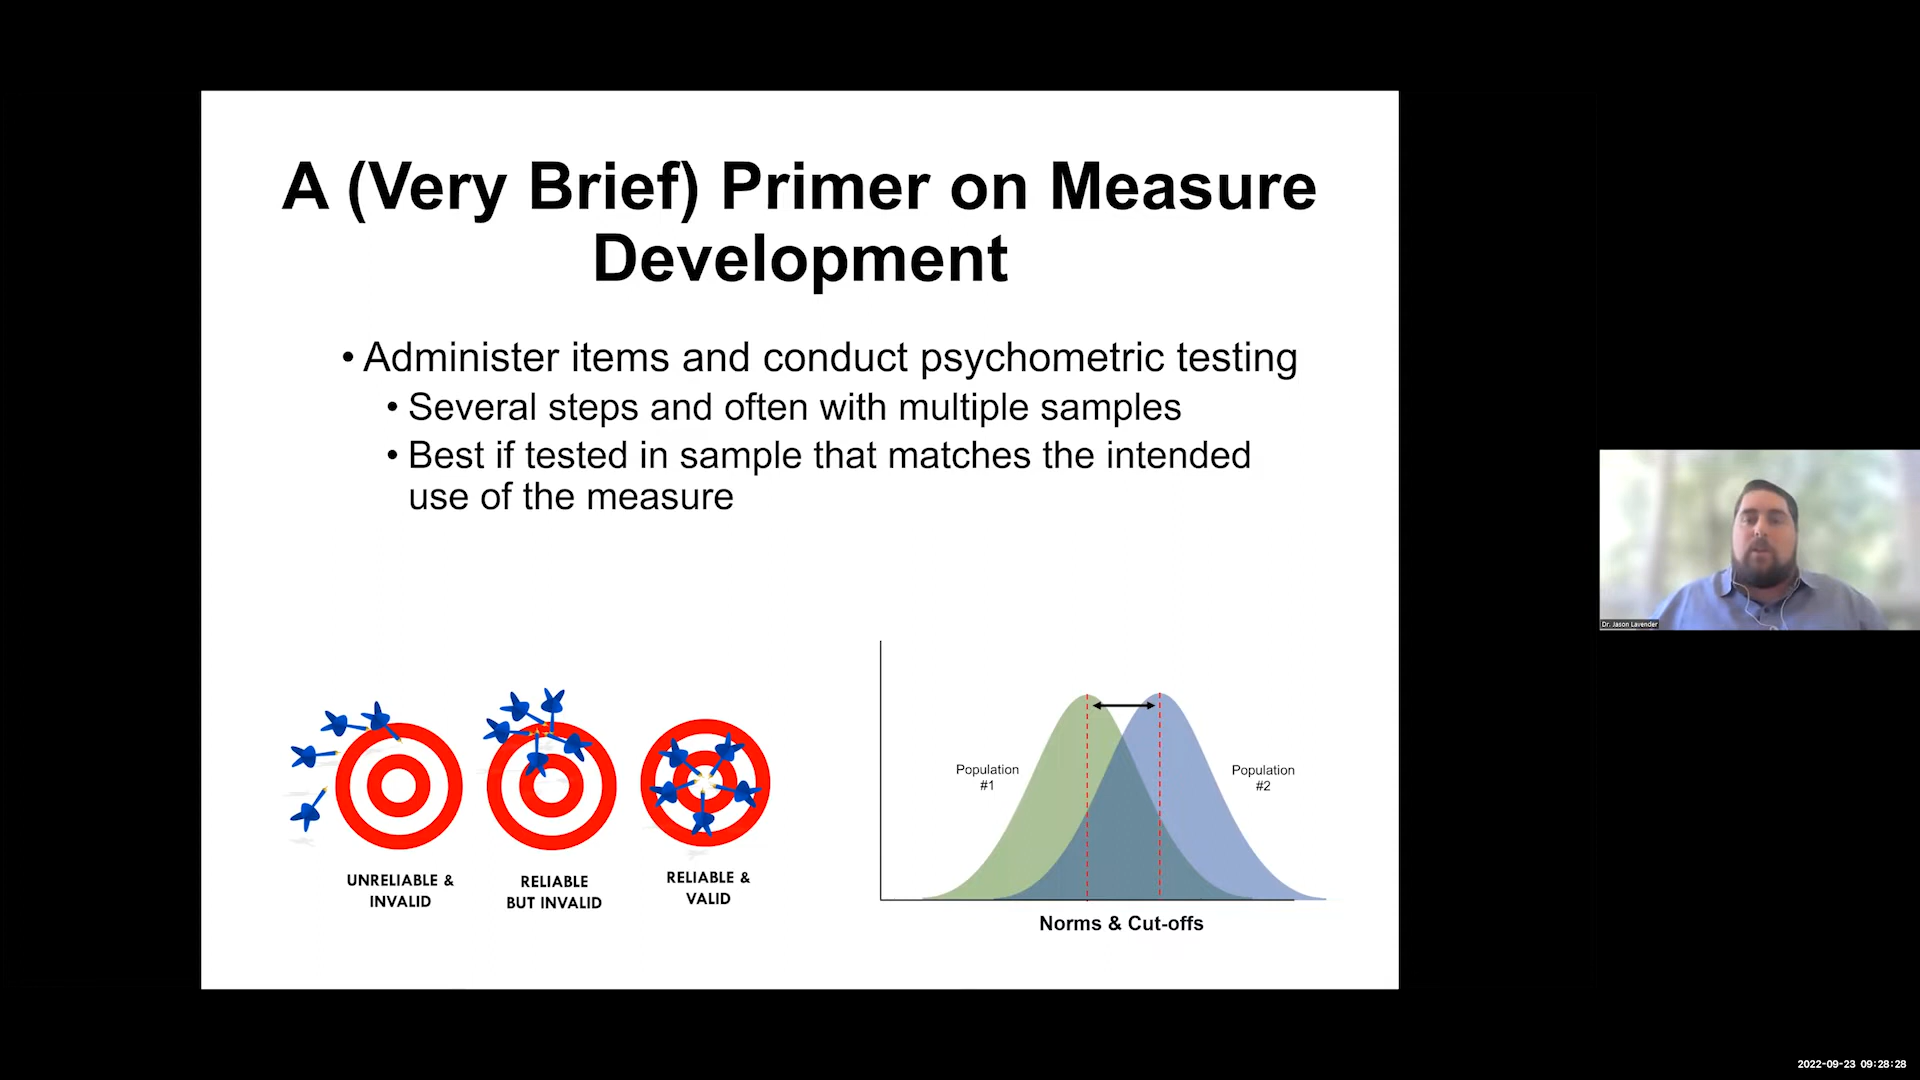 A (Very Brief) Primer on Measure
Development
• Administer items and conduct psychometric testing
• Several steps and often with multiple samples
• Best if tested in sample that matches the intended
use of the measure
UNRELIABLE &
INVALID
RELIABLE
BUT INVALID
RELIABLE &
VALID
Population
#1
Population
#2
Norms & Cut-offs
Dr. Jason Lavender
2022-09-23 09:28:28